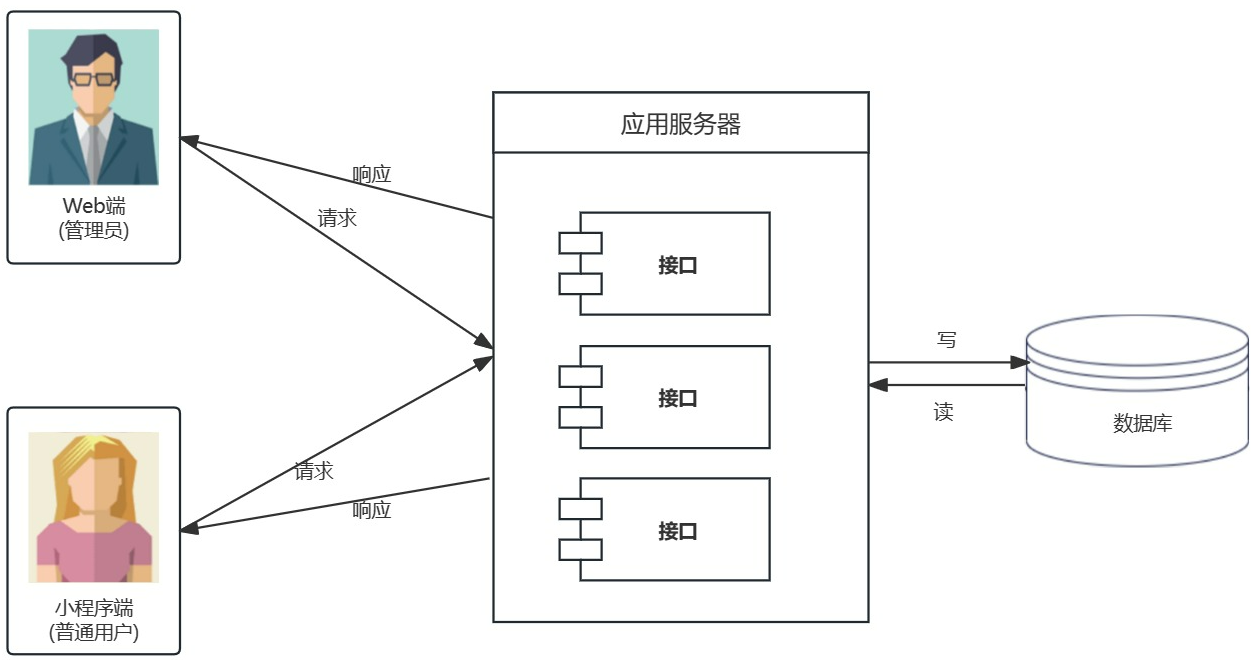 Web端
(管理员)
响应
请求
应用服务器
接口
接口
接口
写
读
数据库
请求
响应
小程序端
(普通用户)